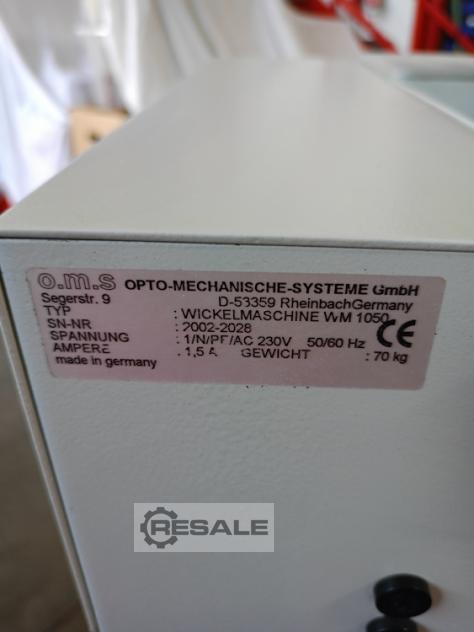 o.m.s OPTO-MECHANISCHE-SYSTEME GmbH
Segerstr. 9 D-53359 RheinbachGermany
TYP : WICKELMASCHINE WM 1050
SN-NR : 2002-2028
SPANNUNG : 1/N/PE/AC 230V 50/60 Hz CE
AMPERE : 1,5 A GEWICHT : 70 kg
made in germany
RESALE